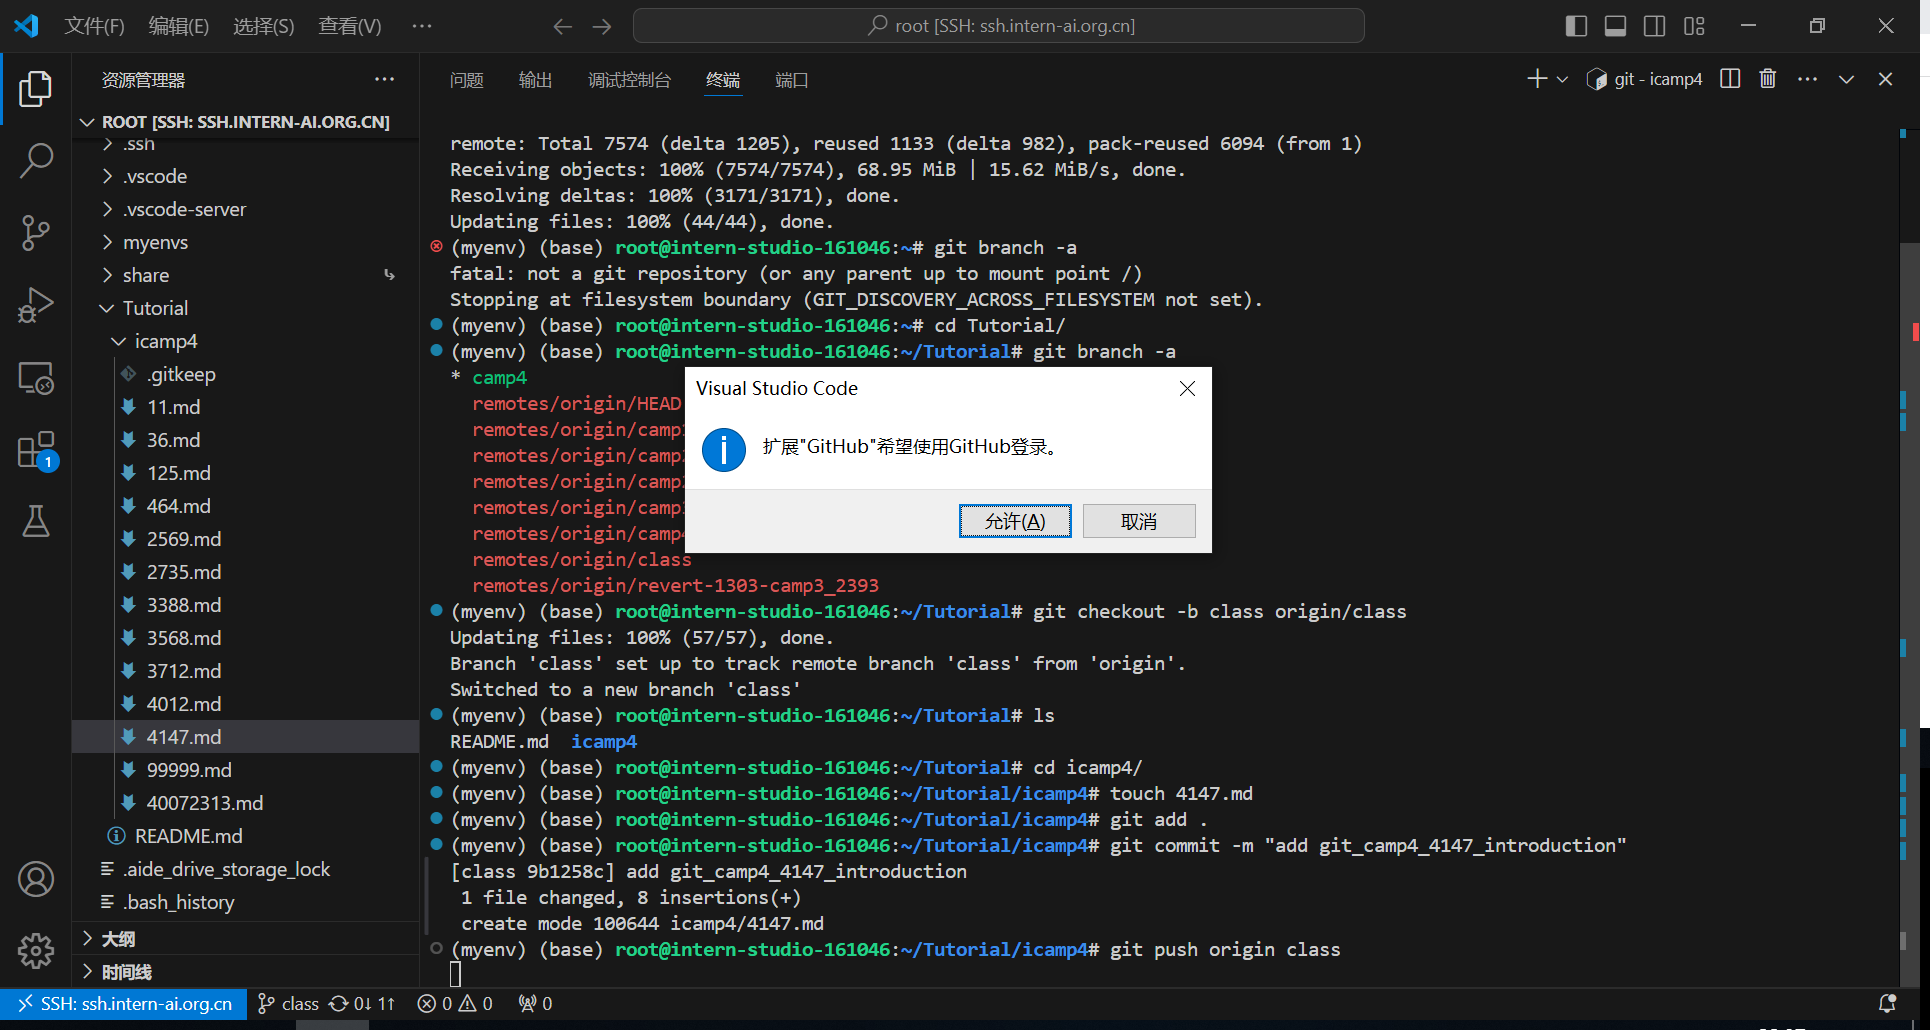 文件(F) 编辑(E) 选择(S) 查看(V) ··· root [SSH: ssh.intern-ai.org.cn]
资源管理器
ROOT [SSH: SSH.INTERN-AI.ORG.CN]
.ssh
.vscode
.vscode-server
myenvs
share
Tutorial
icamp4
.gitkeep
11.md
36.md
125.md
464.md
2569.md
2735.md
3388.md
3568.md
3712.md
4012.md
4147.md
99999.md
40072313.md
README.md
.aide_drive_storage_lock
.bash_history
大纲
时间线
1
问题 输出 调试控制台 终端 端口
git - icamp4
remote: Total 7574 (delta 1205), reused 1133 (delta 982), pack-reused 6094 (from 1)
Receiving objects: 100% (7574/7574), 68.95 MiB | 15.62 MiB/s, done.
Resolving deltas: 100% (3171/3171), done.
Updating files: 100% (44/44), done.
(myenv) (base) root@intern-studio-161046:~# git branch -a
fatal: not a git repository (or any parent up to mount point /)
Stopping at filesystem boundary (GIT_DISCOVERY_ACROSS_FILESYSTEM not set).
(myenv) (base) root@intern-studio-161046:~# cd Tutorial/
(myenv) (base) root@intern-studio-161046:~/Tutorial# git branch -a
* camp4
remotes/origin/HEAD
remotes/origin/camp
remotes/origin/camp
remotes/origin/camp
remotes/origin/camp
remotes/origin/camp
remotes/origin/class
remotes/origin/revert-1303-camp3_2393
(myenv) (base) root@intern-studio-161046:~/Tutorial# git checkout -b class origin/class
Updating files: 100% (57/57), done.
Branch 'class' set up to track remote branch 'class' from 'origin'.
Switched to a new branch 'class'
(myenv) (base) root@intern-studio-161046:~/Tutorial# ls
README.md icamp4
(myenv) (base) root@intern-studio-161046:~/Tutorial# cd icamp4/
(myenv) (base) root@intern-studio-161046:~/Tutorial/icamp4# touch 4147.md
(myenv) (base) root@intern-studio-161046:~/Tutorial/icamp4# git add .
(myenv) (base) root@intern-studio-161046:~/Tutorial/icamp4# git commit -m "add git_camp4_4147_introduction"
[class 9b1258c] add git_camp4_4147_introduction
1 file changed, 8 insertions(+)
create mode 100644 icamp4/4147.md
(myenv) (base) root@intern-studio-161046:~/Tutorial/icamp4# git push origin class
Visual Studio Code
扩展"GitHub"希望使用GitHub登录。
允许(A) 取消
SSH: ssh.intern-ai.org.cn class 0↓ 1↑ 0 0 0